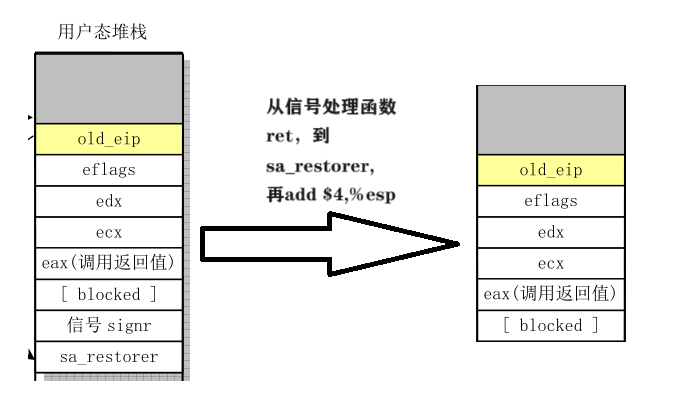 用户态堆栈
old_eip
eflags
edx
ecx
eax(调用返回值)
[ blocked ]
信号 signr
sa_restorer
从信号处理函数
ret，到
sa_restorer，
再add $4,%esp
old_eip
eflags
edx
ecx
eax(调用返回值)
[ blocked ]